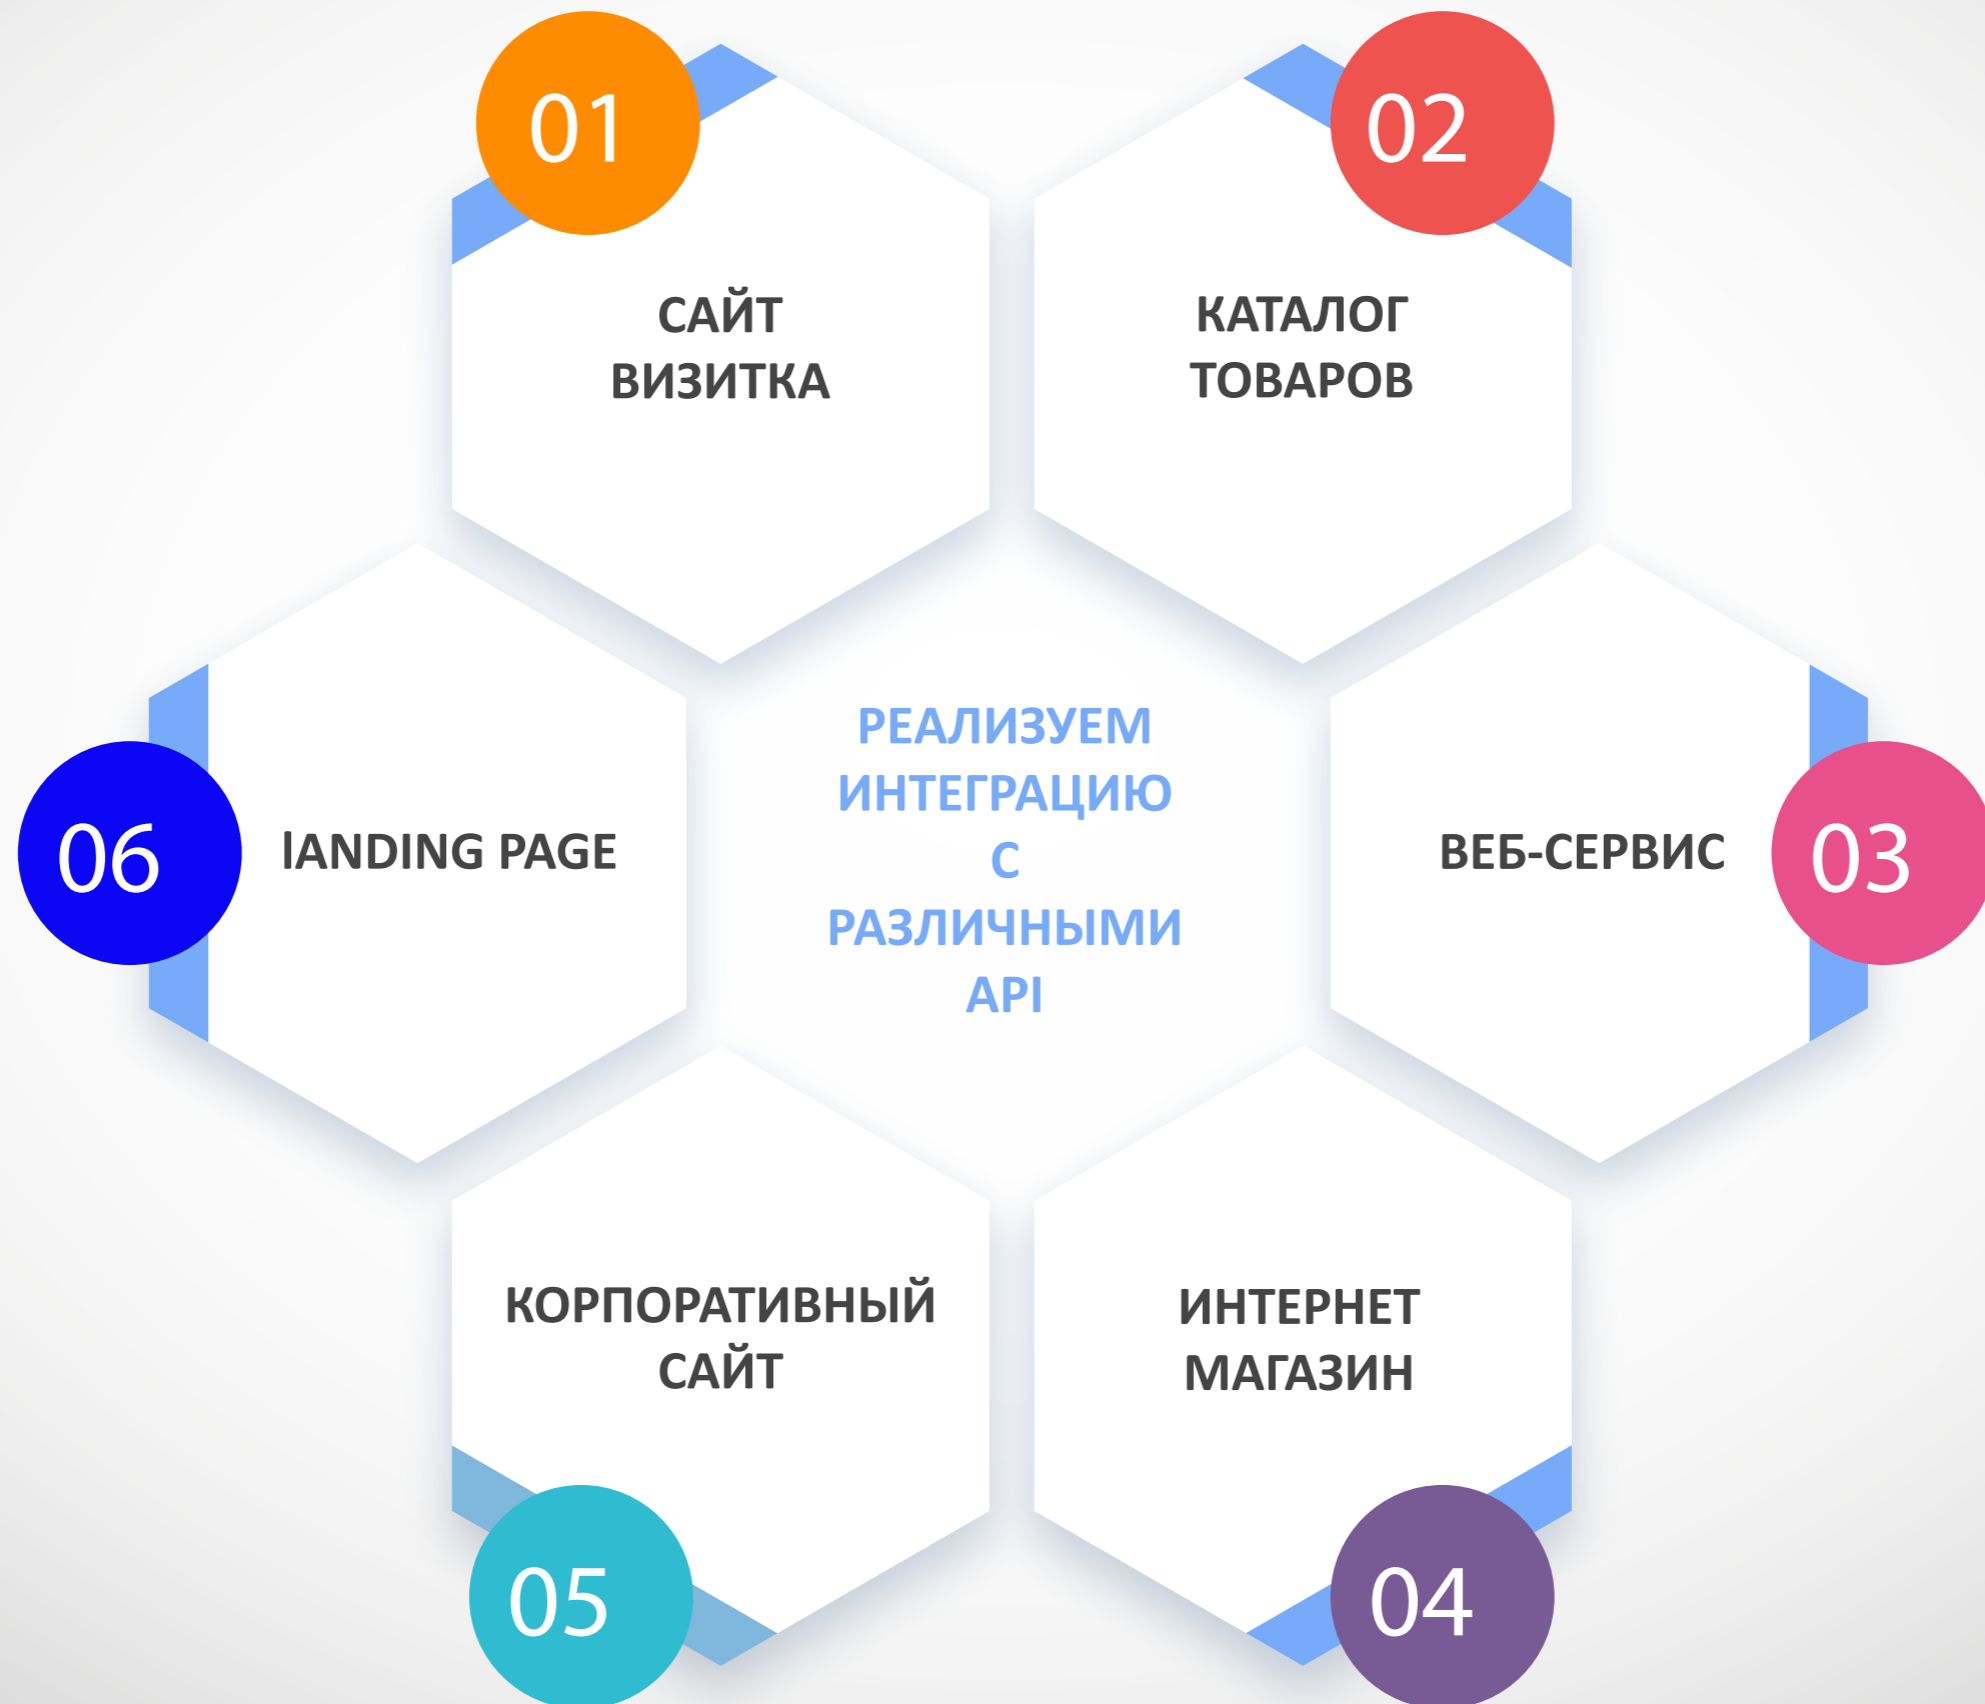 01
САЙТ
ВИЗИТКА
02
КАТАЛОГ
ТОВАРОВ
03
ВЕБ-СЕРВИС
04
ИНТЕРНЕТ
МАГАЗИН
05
КОРПОРАТИВНЫЙ
САЙТ
06
lANDING PAGE
РЕАЛИЗУЕМ
ИНТЕГРАЦИЮ
С
РАЗЛИЧНЫМИ
API